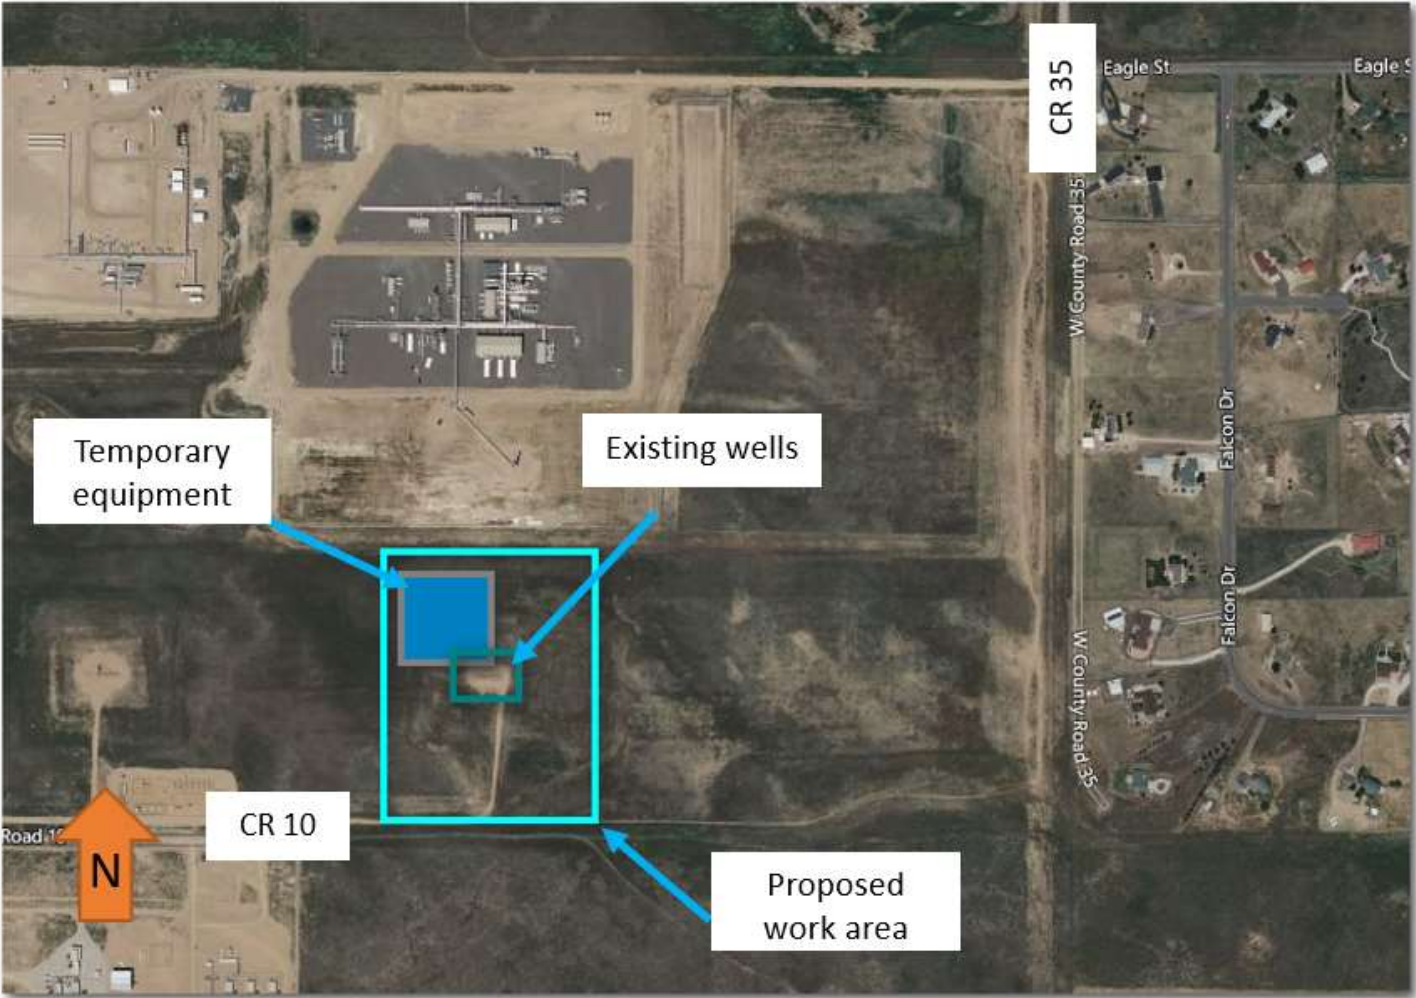 CR 35
Eagle St
Eagle S
W County Road 35
Existing wells
Temporary
equipment
Falcon Dr
Falcon Dr
W County Road 35
CR 10
Road 1
N
Proposed
work area